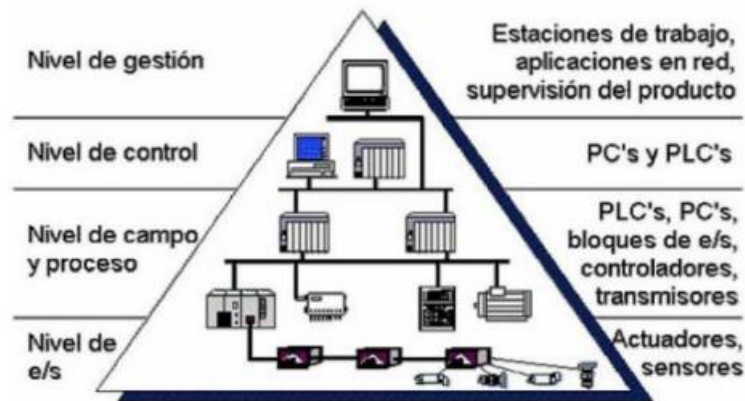 Nivel de gestión
Estaciones de trabajo,
aplicaciones en red,
supervisión del producto
Nivel de control
PC's y PLC's
Nivel de campo
y proceso
PLC's, PC's,
bloques de e/s,
controladores,
transmisores
Nivel de
e/s
Actuadores,
sensores